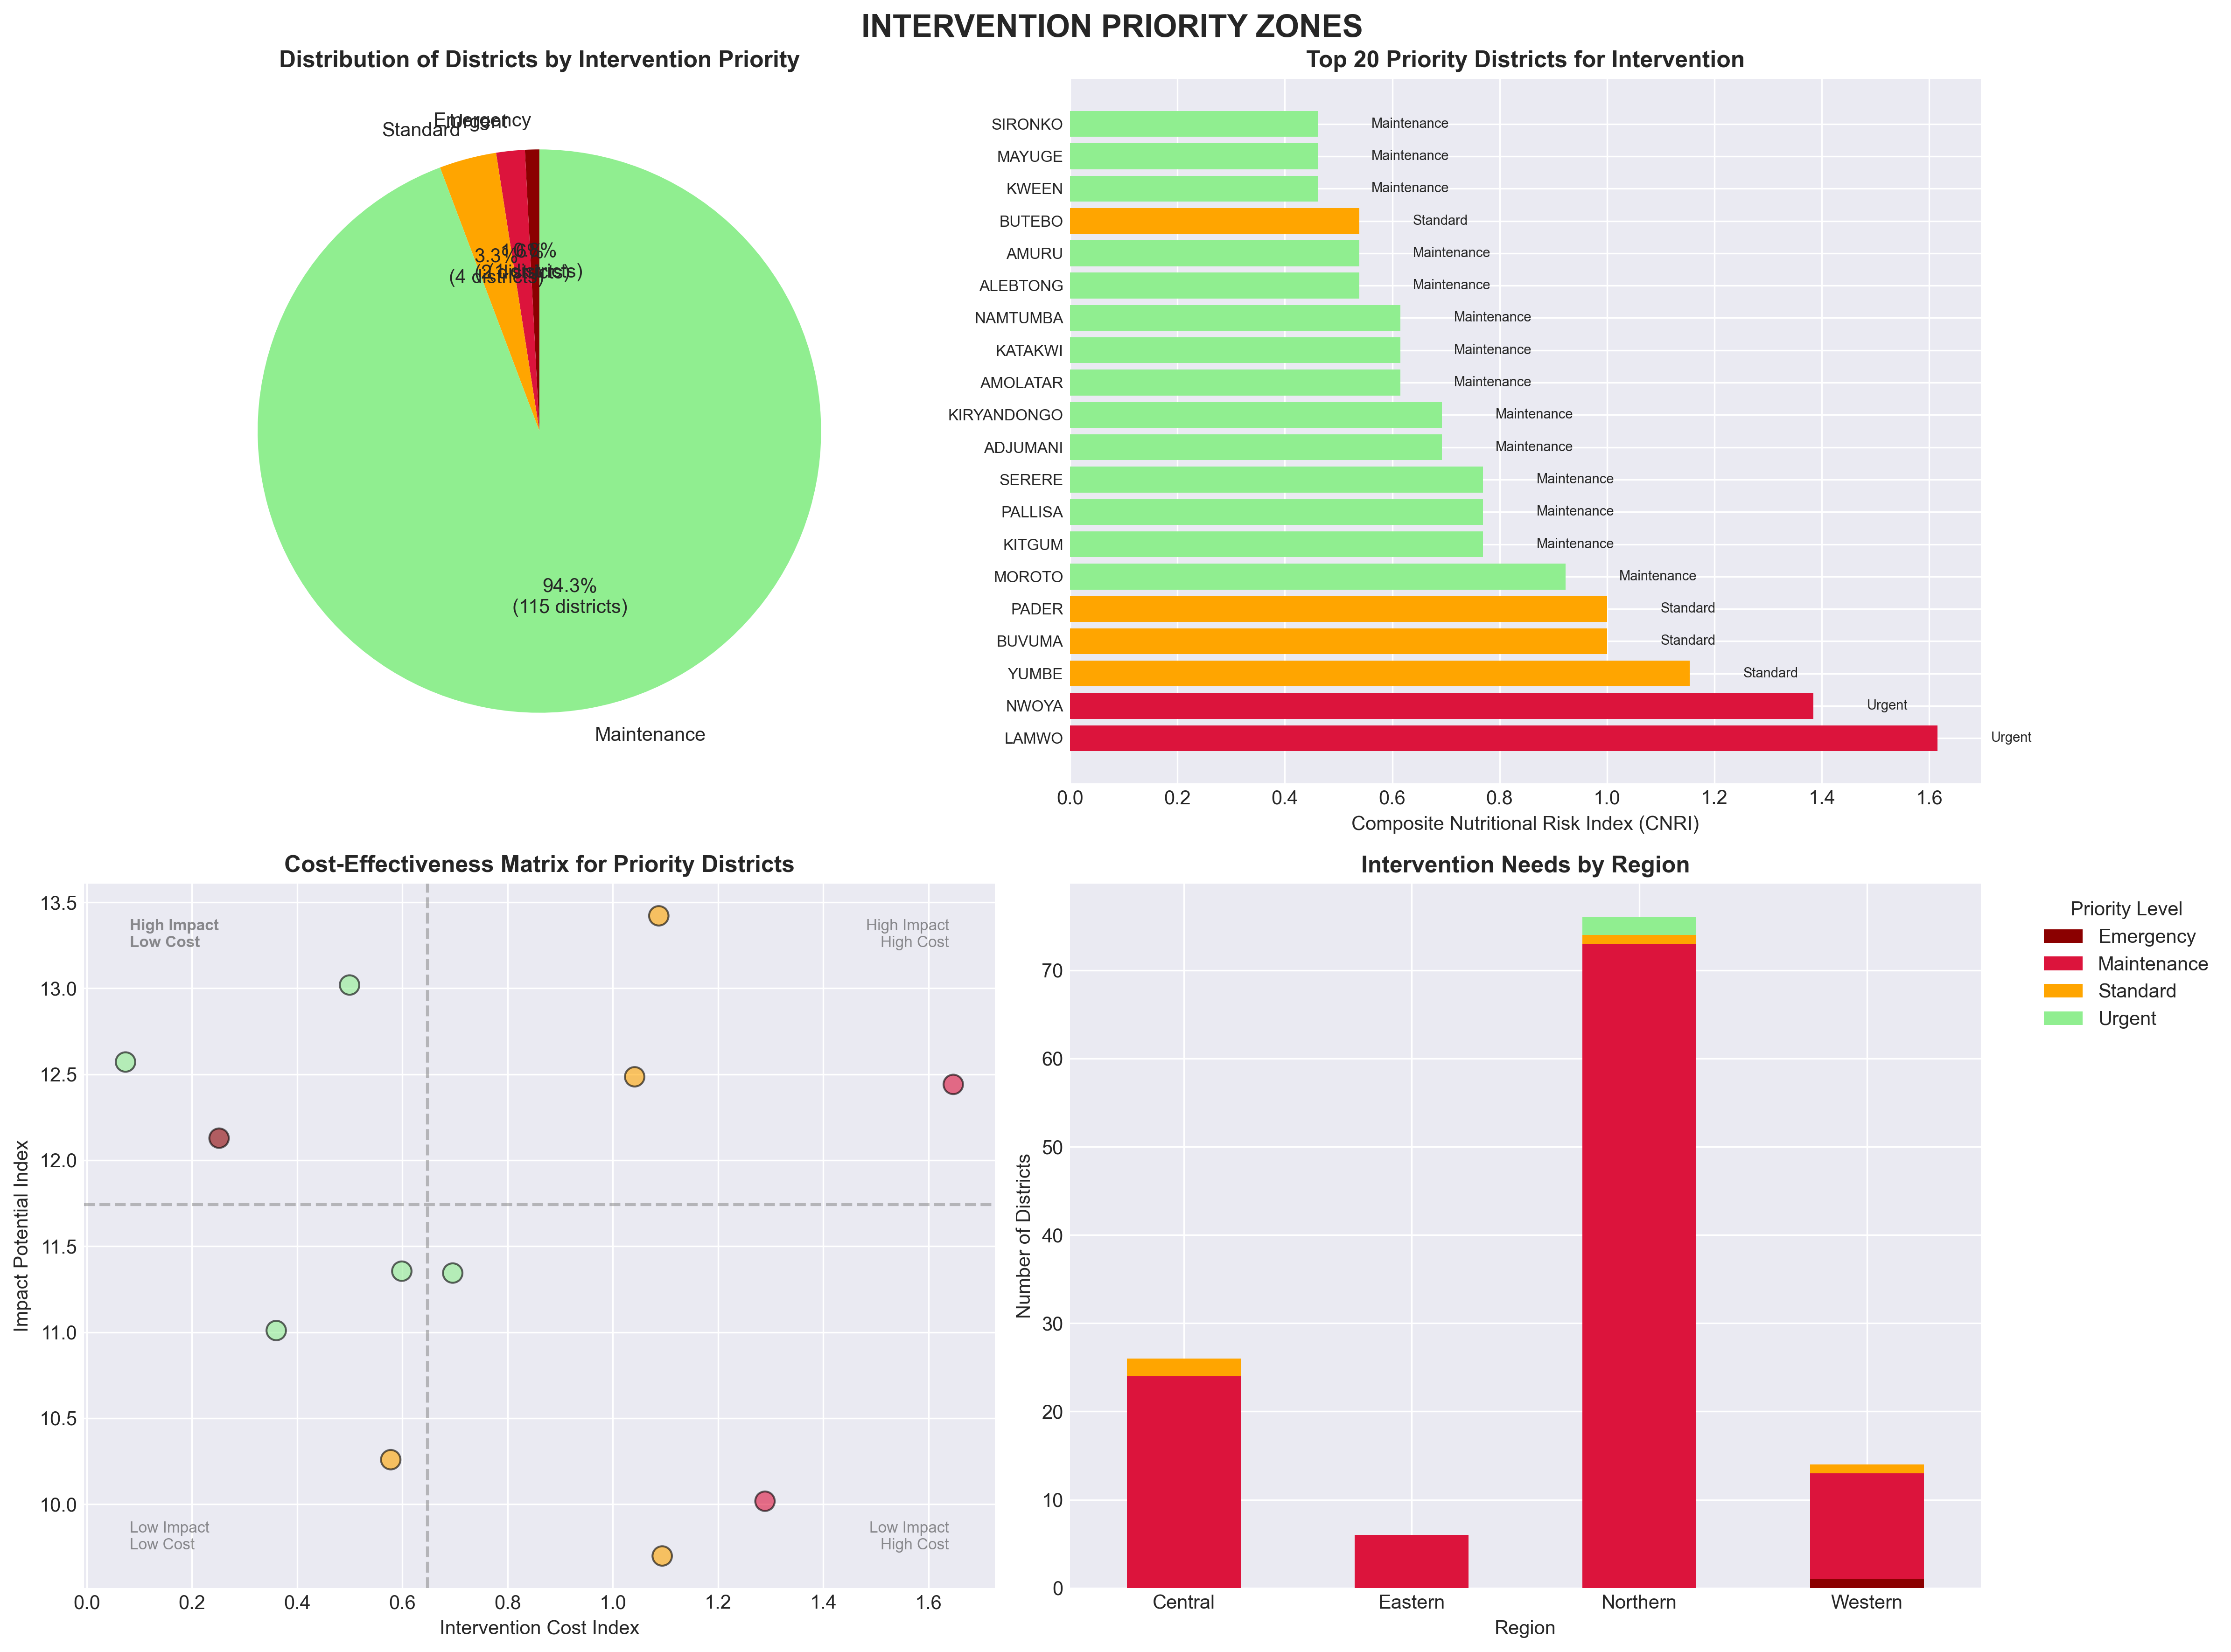 INTERVENTION PRIORITY ZONES
Distribution of Districts by Intervention Priority
Emergency
Urgent
Standard
3.3%
(4 districts)
94.3%
(115 districts)
Maintenance
Top 20 Priority Districts for Intervention
SIRONKO Maintenance
MAYUGE Maintenance
KWEEN Maintenance
BUTEBO Standard
AMURU Maintenance
ALEBTONG Maintenance
NAMTUMBA Maintenance
KATAKWI Maintenance
AMOLATAR Maintenance
KIRYANDONGO Maintenance
ADJUMANI Maintenance
SERERE Maintenance
PALLISA Maintenance
KITGUM Maintenance
MOROTO Maintenance
PADER Standard
BUVUMA Standard
YUMBE Standard
NWOYA Urgent
LAMWO Urgent
0.0 0.2 0.4 0.6 0.8 1.0 1.2 1.4 1.6
Composite Nutritional Risk Index (CNRI)
Cost-Effectiveness Matrix for Priority Districts
Impact Potential Index
13.5
13.0
12.5
12.0
11.5
11.0
10.5
10.0
High Impact
Low Cost
High Impact
High Cost
Low Impact
Low Cost
Low Impact
High Cost
0.0 0.2 0.4 0.6 0.8 1.0 1.2 1.4 1.6
Intervention Cost Index
Intervention Needs by Region
Number of Districts
70
60
50
40
30
20
10
0
Central Eastern Northern Western
Region
Priority Level
Emergency
Maintenance
Standard
Urgent